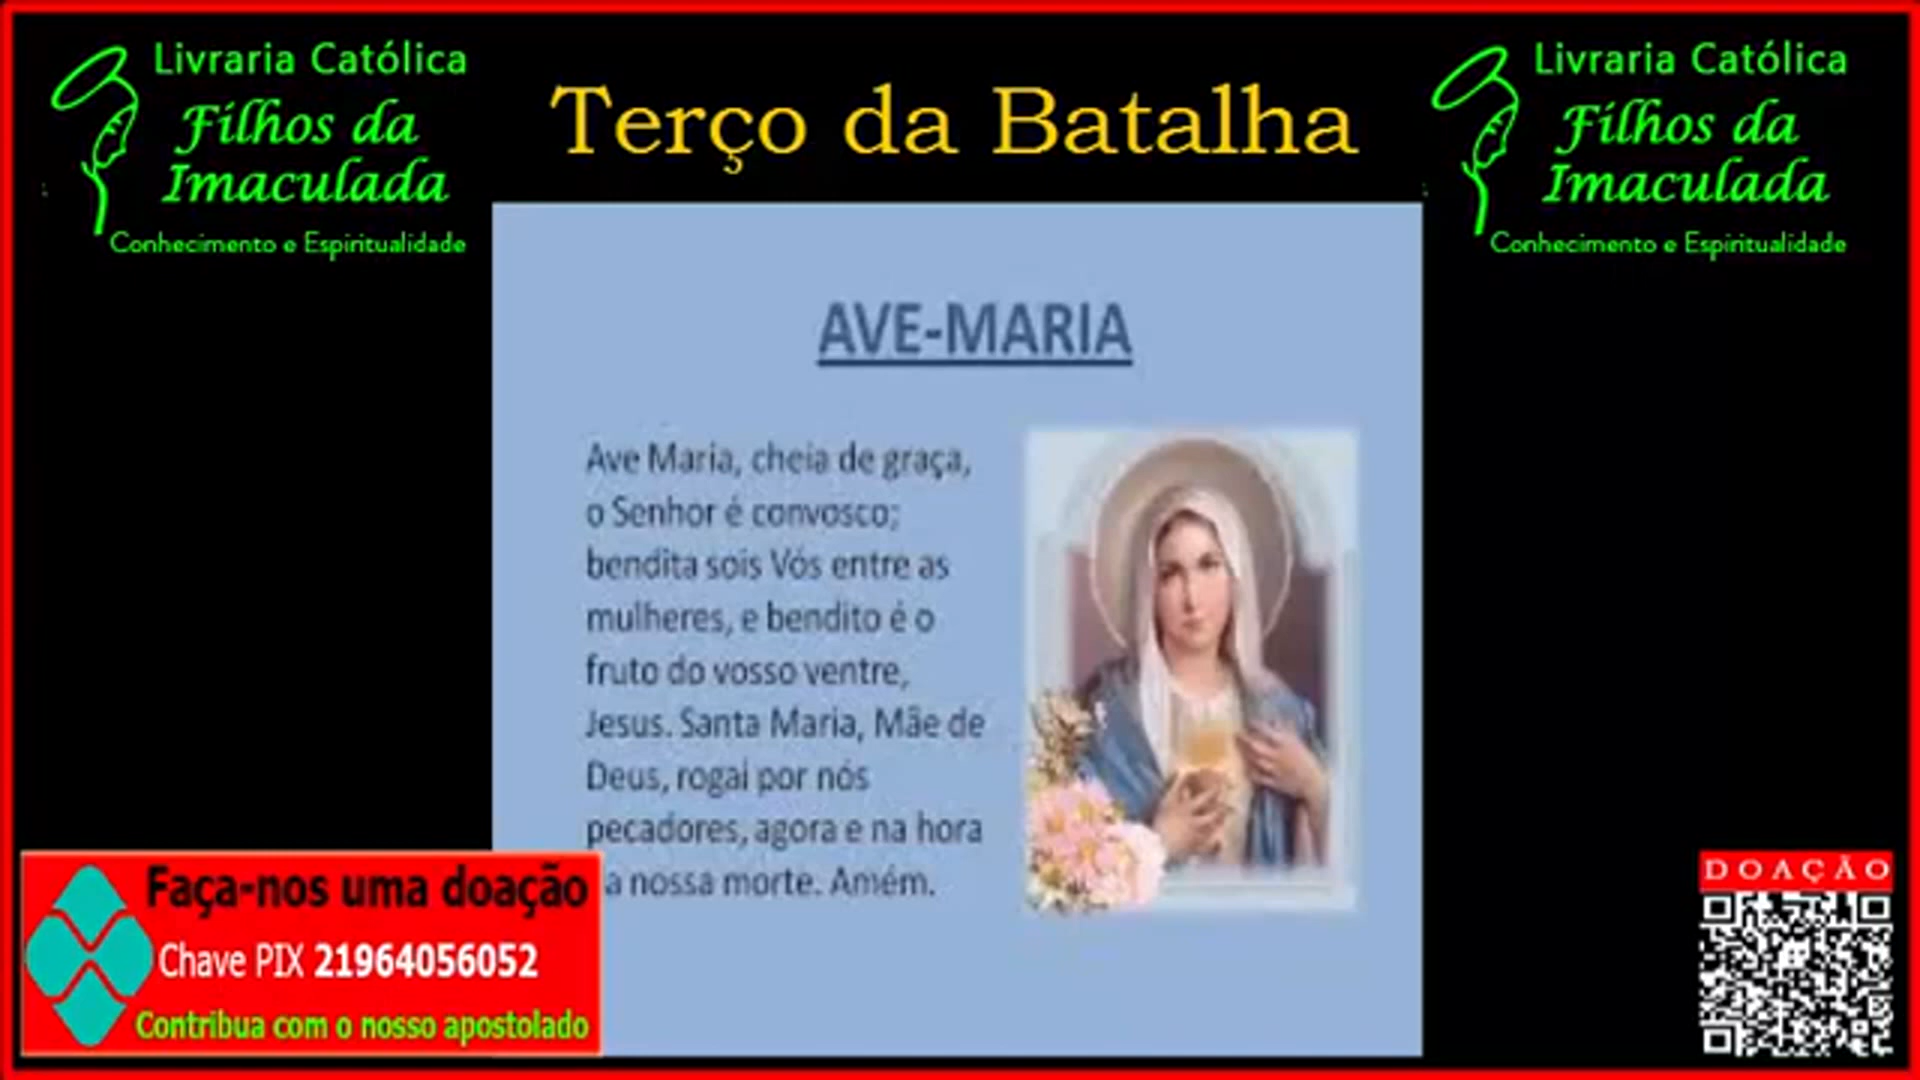 Livraria Católica
Filhos da
Imaculada
Conhecimento e Espiritualidade
Terço da Batalha
Livraria Católica
Filhos da
Imaculada
Conhecimento e Espiritualidade
AVE-MARIA
Ave Maria, cheia de graça,
o Senhor é convosco;
bendita sois Vós entre as
mulheres, e bendito é o
fruto do vosso ventre,
Jesus. Santa Maria, Mãe de
Deus, rogai por nós
pecadores, agora e na hora
a nossa morte. Amém.
Faça-nos uma doação
Chave PIX 21964056052
Contribua com o nosso apostolado
DOAÇÃO